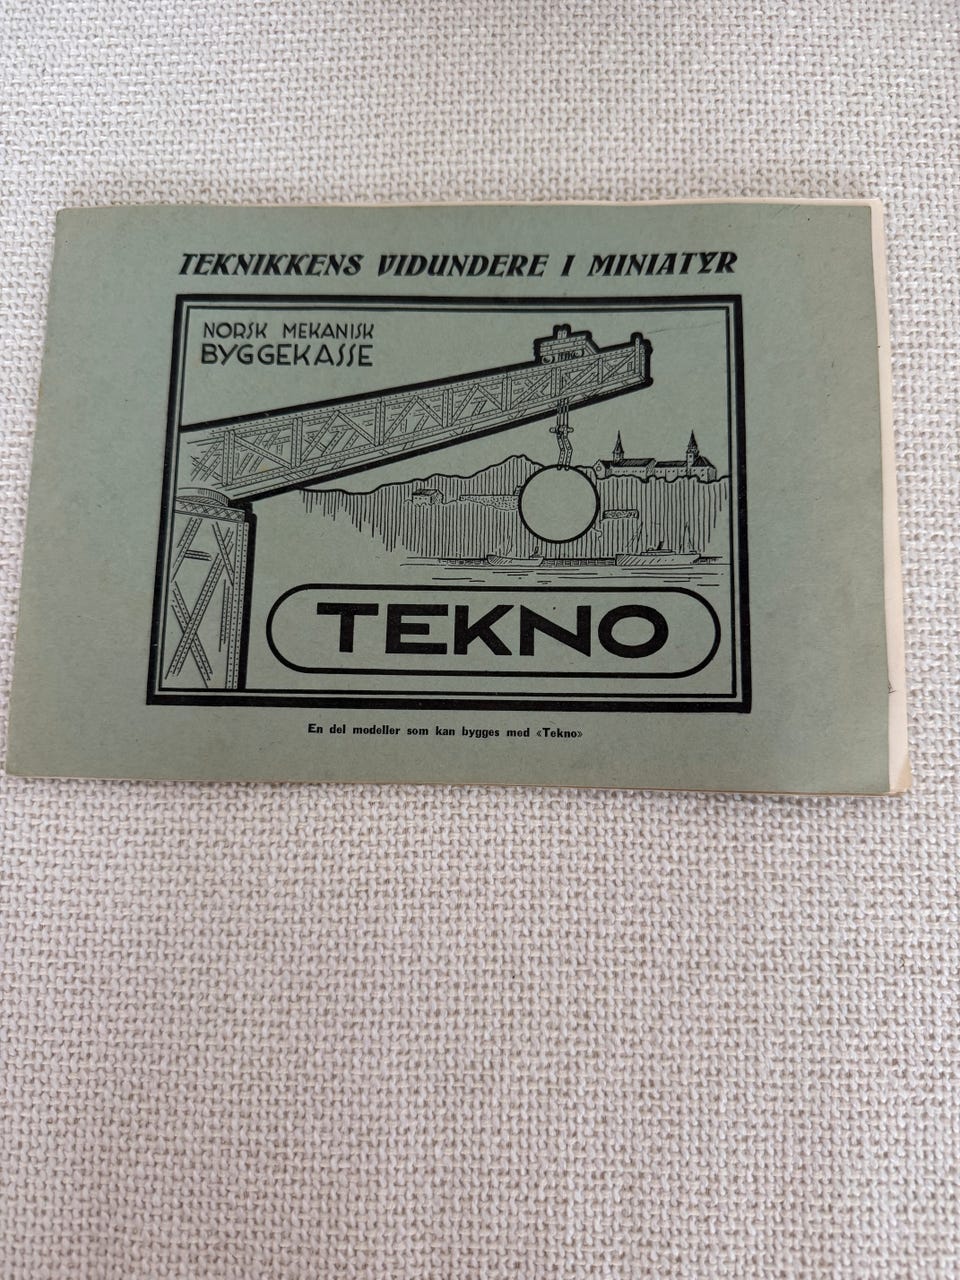 TEKNIKKENS VIDUNDERE I MINIATYR
NORSK MEKANISK
BYGGEKASSE
TEKNO
En del modeller som kan bygges med «Tekno»